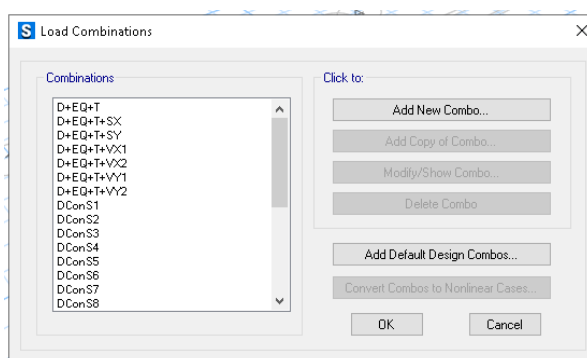 S Load Combinations
Combinations
D+EQ+T
D+EQ+T+SX
D+EQ+T+SY
D+EQ+T+VX1
D+EQ+T+VX2
D+EQ+T+VY1
D+EQ+T+VY2
DConS1
DConS2
DConS3
DConS4
DConS5
DConS6
DConS7
DConS8
Click to:
Add New Combo...
Add Copy of Combo...
Modify/Show Combo...
Delete Combo
Add Default Design Combos...
Convert Combos to Nonlinear Cases...
OK
Cancel